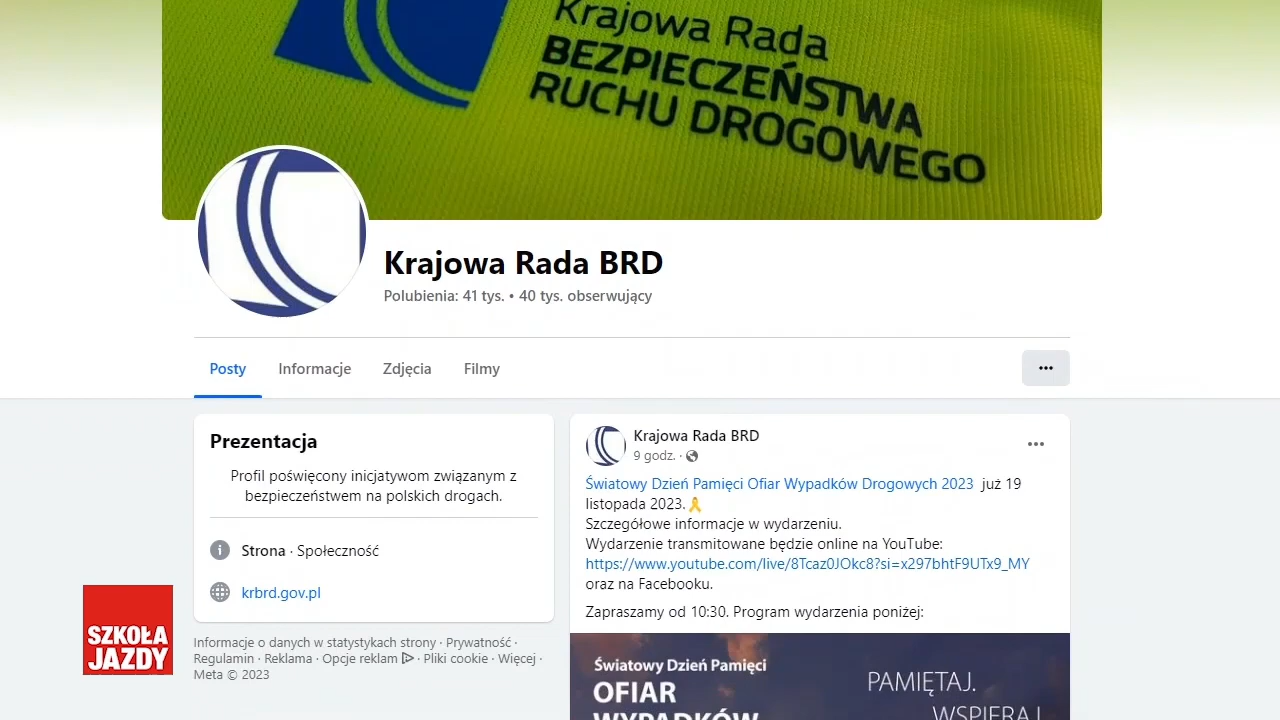 Krajowa Rada
BEZPIECZEŃSTWA
RUCHU DROGOWEGO
Krajowa Rada BRD
Polubienia: 41 tys. • 40 tys. obserwujący
Posty
Informacje
Zdjęcia
Filmy
Prezentacja
Profil poświęcony inicjatywom związanym z
bezpieczeństwem na polskich drogach.
Strona · Społeczność
krbrd.gov.pl
Informacje o danych w statystykach strony · Prywatność ·
Regulamin · Reklama · Opcje reklam · Pliki cookie · Więcej ·
Meta © 2023
Krajowa Rada BRD
9 godz. ·
Światowy Dzień Pamięci Ofiar Wypadków Drogowych 2023 już 19
listopada 2023.🎗
Szczegółowe informacje w wydarzeniu.
Wydarzenie transmitowane będzie online na YouTube:
https://www.youtube.com/live/8Tcaz0JOkc8?si=x297bhtF9UTx9_MY
oraz na Facebooku.
Zapraszamy od 10:30. Program wydarzenia poniżej:
Światowy Dzień Pamięci
OFIAR
WYPADKÓW
PAMIĘTAJ.
WSPIERAJ
SZKOŁA
JAZDY